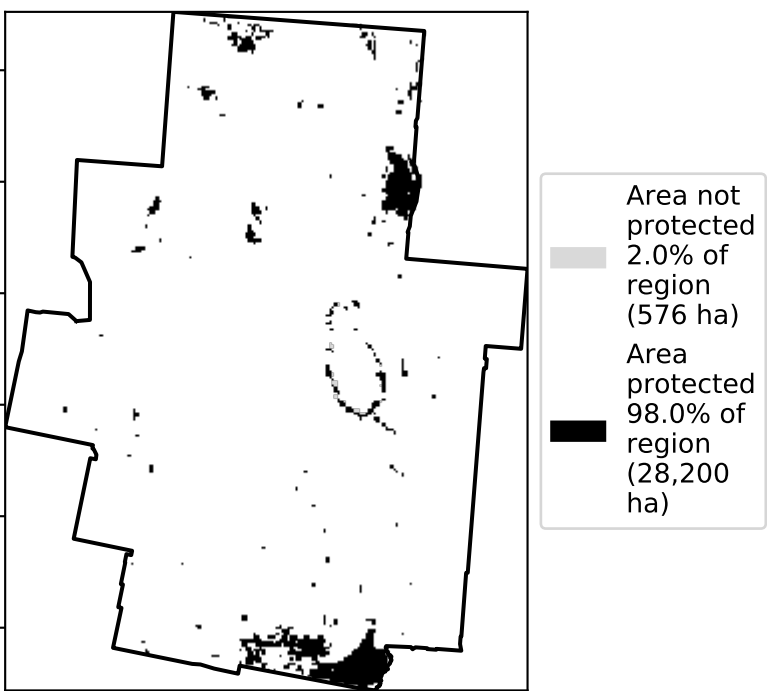 Area not
protected
2.0% of
region
(576 ha)
Area
protected
98.0% of
region
(28,200
ha)